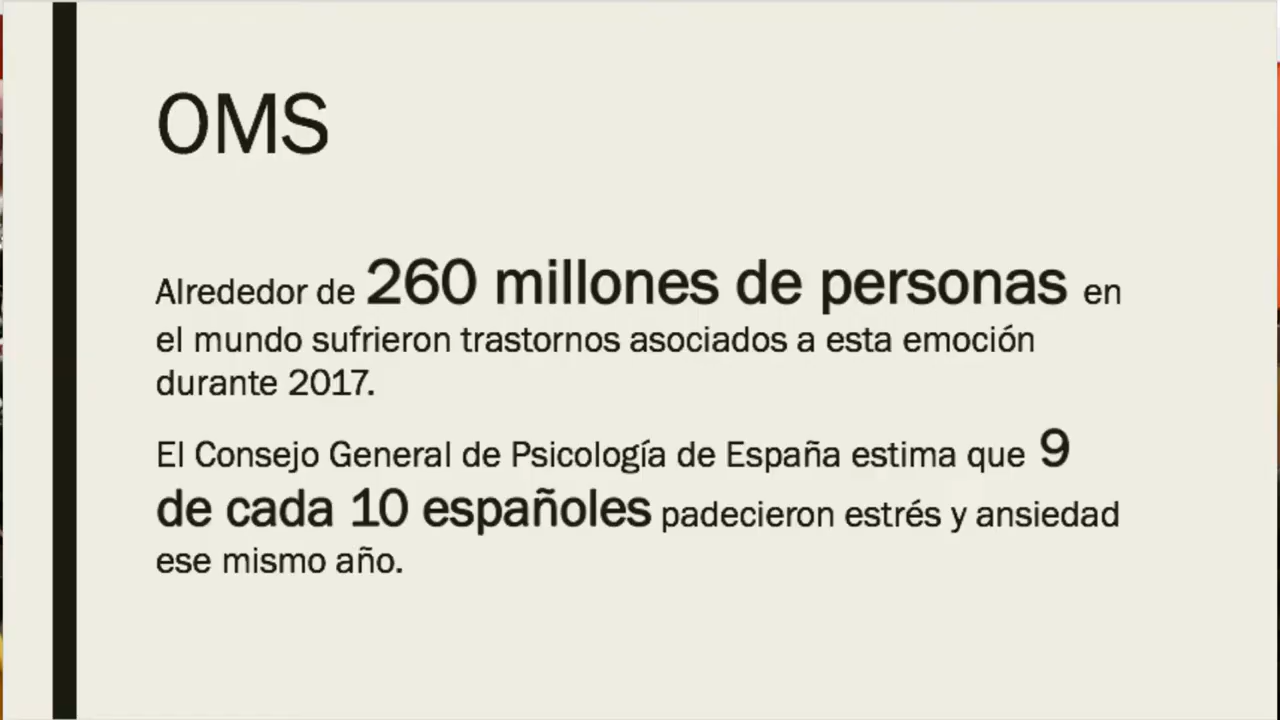 OMS
Alrededor de 260 millones de personas en
el mundo sufrieron trastornos asociados a esta emoción
durante 2017.
El Consejo General de Psicología de España estima que 9
de cada 10 españoles padecieron estrés y ansiedad
ese mismo año.